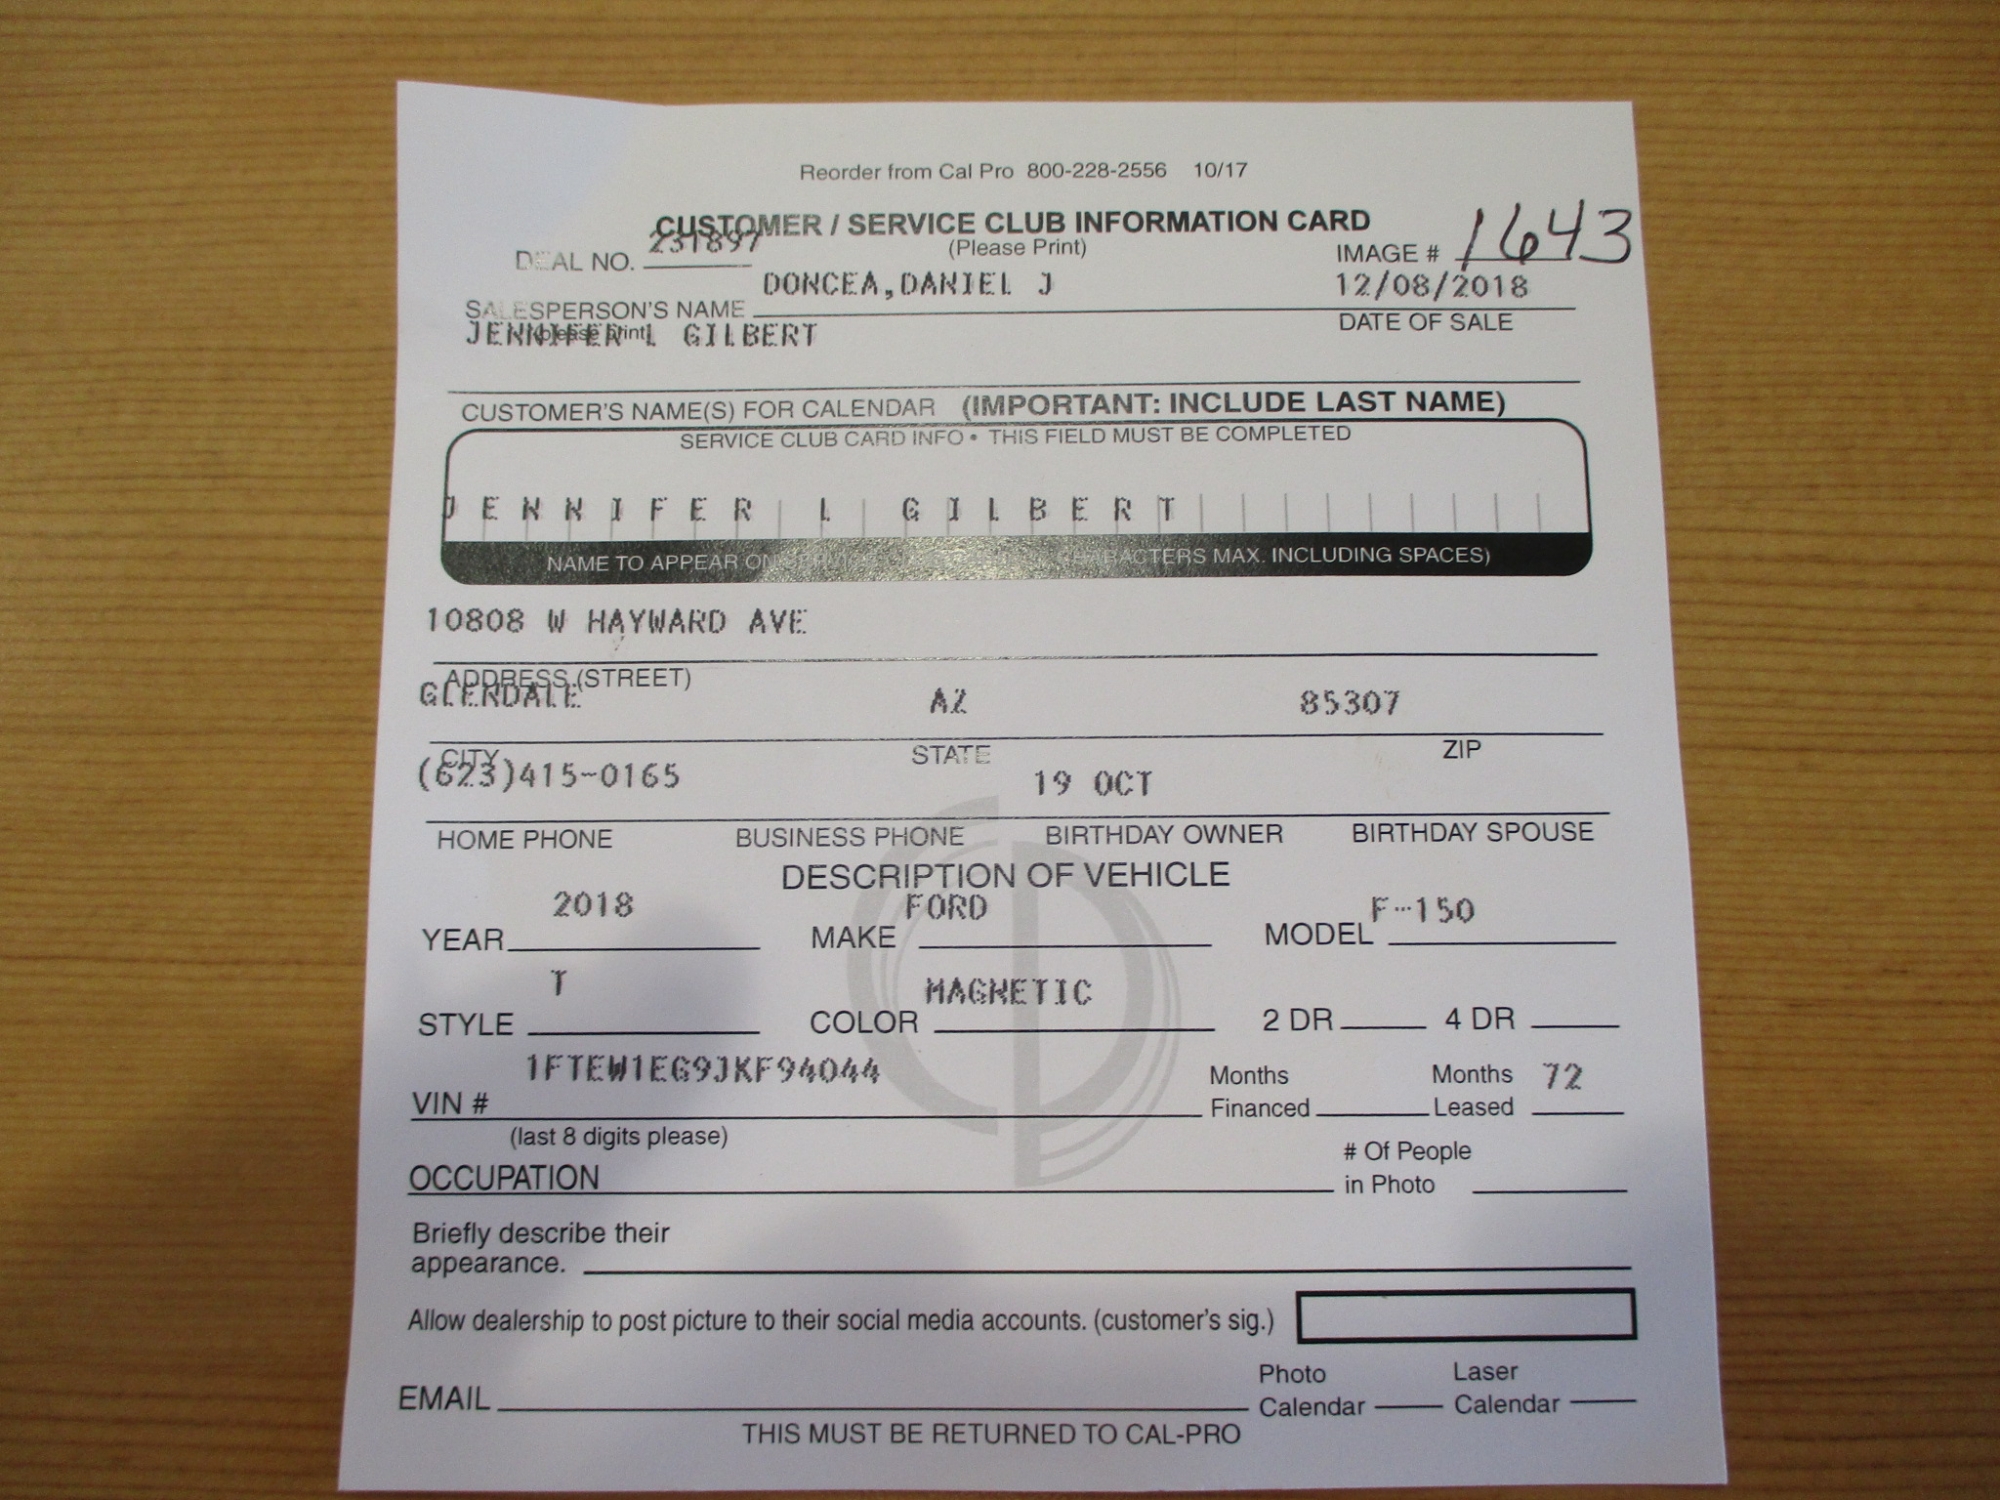 Reorder from Cal Pro 800-228-2556 10/17
CUSTOMER / SERVICE CLUB INFORMATION CARD
(Please Print)
DEAL NO. 231897
IMAGE # 1643
SALESPERSON'S NAME DONCEA,DANIEL J
12/08/2018
(please print)
DATE OF SALE
JENNIFER L GILBERT
CUSTOMER'S NAME(S) FOR CALENDAR (IMPORTANT: INCLUDE LAST NAME)
SERVICE CLUB CARD INFO • THIS FIELD MUST BE COMPLETED
JENNIFER L GILBERT
NAME TO APPEAR ON CHARACTERS MAX. INCLUDING SPACES)
10808 W HAYWARD AVE
ADDRESS (STREET)
GLENDALE AZ 85307
CITY STATE ZIP
(623)415-0165 19 OCT
HOME PHONE BUSINESS PHONE BIRTHDAY OWNER BIRTHDAY SPOUSE
DESCRIPTION OF VEHICLE
YEAR 2018 MAKE FORD MODEL F-150
STYLE T COLOR MAGNETIC 2 DR 4 DR
VIN # 1FTEW1EG9JKF94044 Months Financed Months Leased 72
(last 8 digits please)
OCCUPATION # Of People in Photo
Briefly describe their
appearance.
Allow dealership to post picture to their social media accounts. (customer's sig.)
EMAIL Photo Calendar Laser Calendar
THIS MUST BE RETURNED TO CAL-PRO